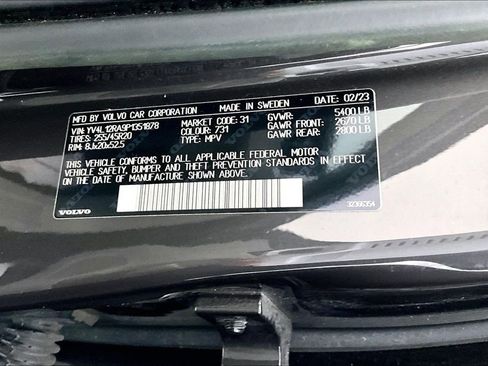 MFD. BY VOLVO CAR CORPORATION IN SWEDEN DATE: 02/23
VIN: YV4L12RA9P1351878 MARKET CODE: 31 GVWR: 5400 LB
TIRES: 255/45R20 COLOUR: 731 GAWR FRONT: 2670 LB
RIM: 8Jx20x52.5 TYPE: MPV GAWR REAR: 2800 LB
THIS VEHICLE CONFORMS TO ALL APPLICABLE FEDERAL MOTOR
VEHICLE SAFETY, BUMPER AND THEFT PREVENTION STANDARDS IN EFFECT
ON THE DATE OF MANUFACTURE SHOWN ABOVE.
VOLVO 32366354